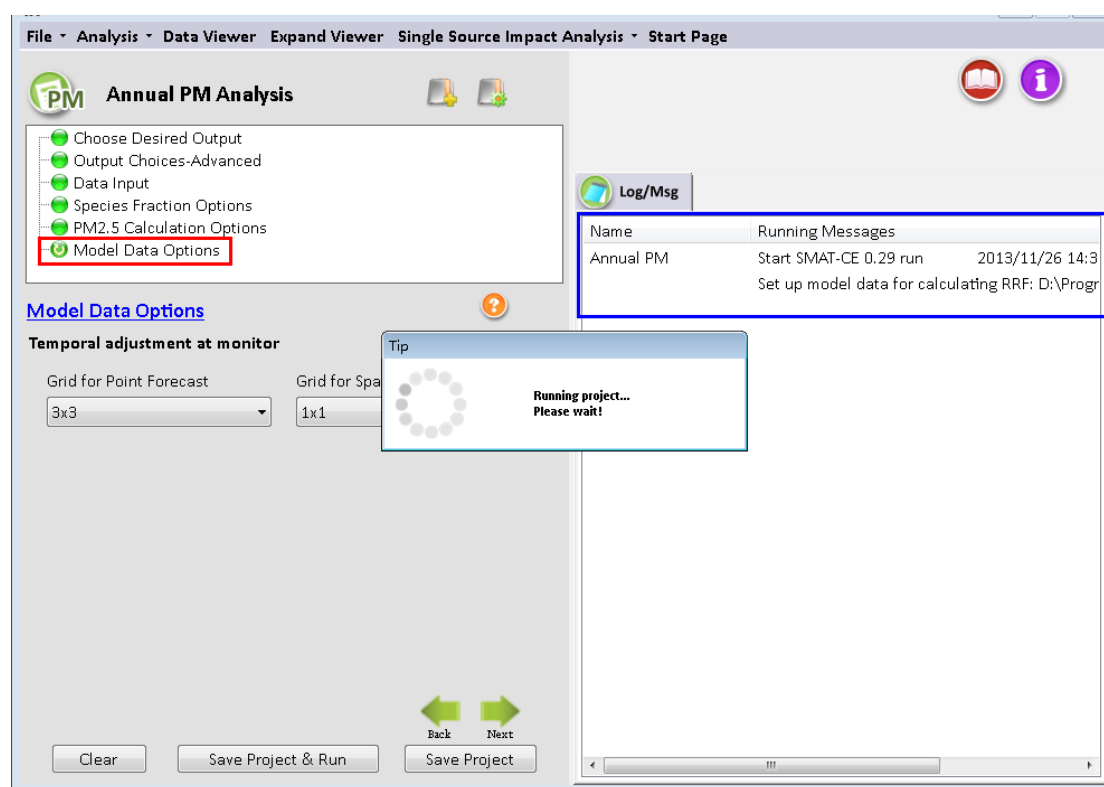 File Analysis Data Viewer Expand Viewer Single Source Impact Analysis Start Page
PM Annual PM Analysis
i
Choose Desired Output
Output Choices-Advanced
Data Input
Species Fraction Options
PM2.5 Calculation Options
Model Data Options
Log/Msg
Name Running Messages
Annual PM Start SMAT-CE 0.29 run 2013/11/26 14:3
Set up model data for calculating RRF: D:\Progr
Model Data Options ?
Temporal adjustment at monitor
Grid for Point Forecast Grid for Spa
3x3 1x1
Tip
Running project...
Please wait!
Back Next
Clear Save Project & Run Save Project